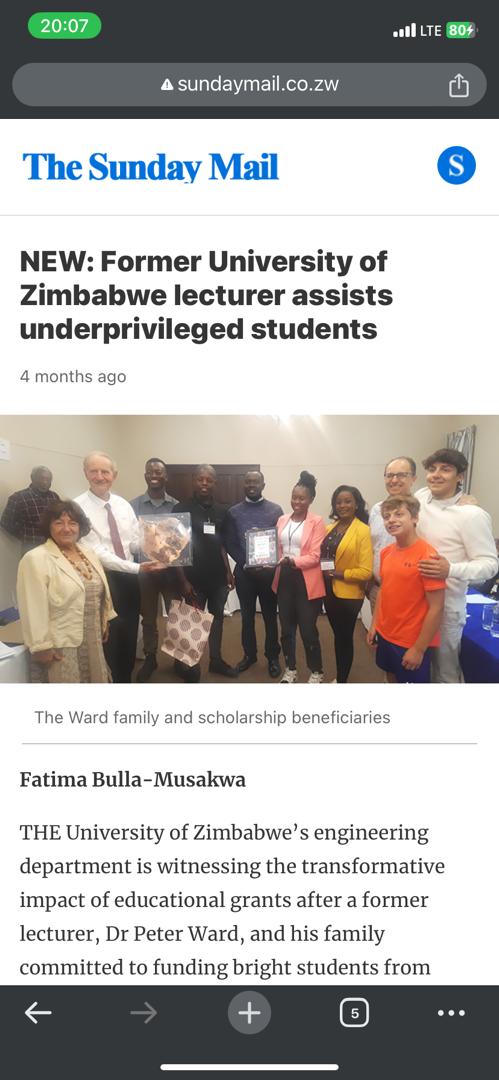 20:07
LTE 80
sundaymail.co.zw
The Sunday Mail
S
NEW: Former University of
Zimbabwe lecturer assists
underprivileged students
4 months ago
The Ward family and scholarship beneficiaries
Fatima Bulla-Musakwa
THE University of Zimbabwe’s engineering
department is witnessing the transformative
impact of educational grants after a former
lecturer, Dr Peter Ward, and his family
committed to funding bright students from
5